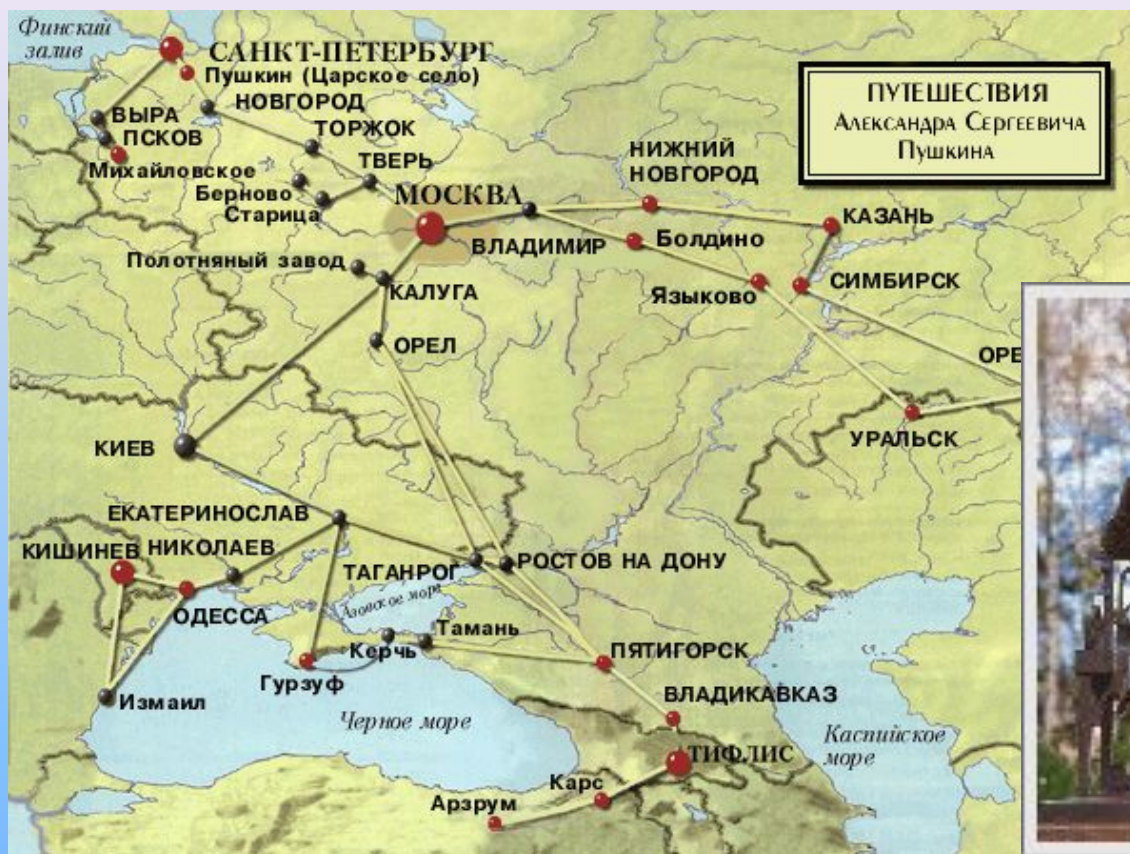 Финский
залив
САНКТ-ПЕТЕРБУРГ
Пушкин (Царское село)
НОВГОРОД
ВЫРА
ПСКОВ
ТОРЖОК
Михайловское
ТВЕРЬ
Берново
Старица
МОСКВА
ПУТЕШЕСТВИЯ
Александра Сергеевича
Пушкина
НИЖНИЙ
НОВГОРОД
КАЗАНЬ
ВЛАДИМИР
Болдино
Полотняный завод
КАЛУГА
Языково
СИМБИРСК
ОРЕЛ
ОРЕ
КИЕВ
УРАЛЬСК
ЕКАТЕРИНОСЛАВ
КИШИНЕВ
НИКОЛАЕВ
ТАГАНРОГ
РОСТОВ НА ДОНУ
ОДЕССА
Азовское море
Тамань
Керчь
ПЯТИГОРСК
Гурзуф
Измаил
ВЛАДИКАВКАЗ
Черное море
Каспийское
море
ТИФЛИС
Карс
Арзрум